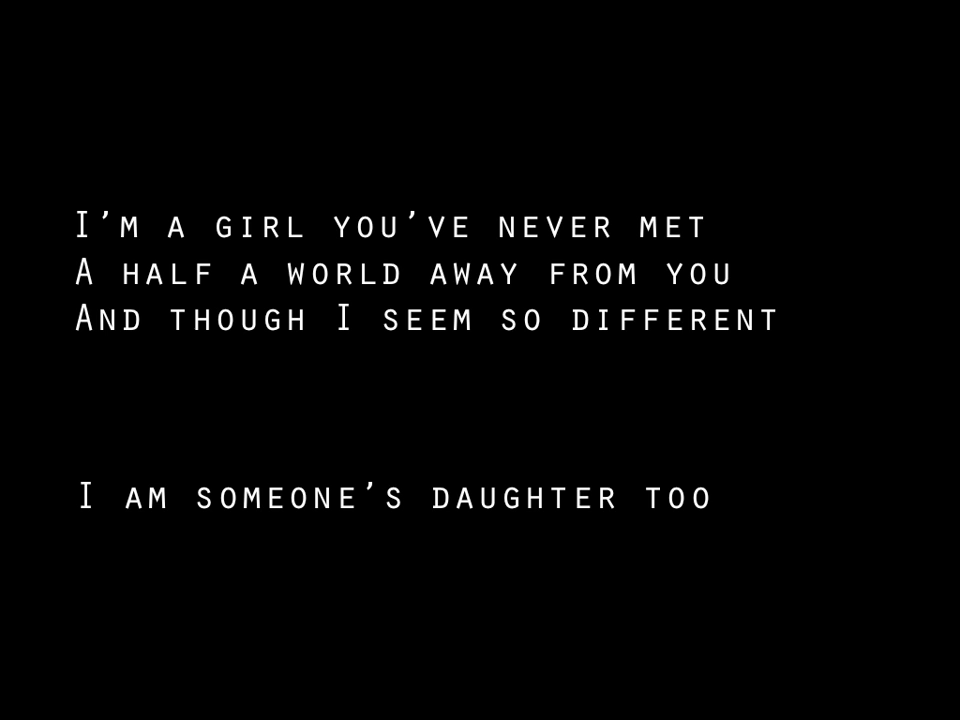 I’m a girl you’ve never met
A half a world away from you
And though I seem so different
I am someone’s daughter too